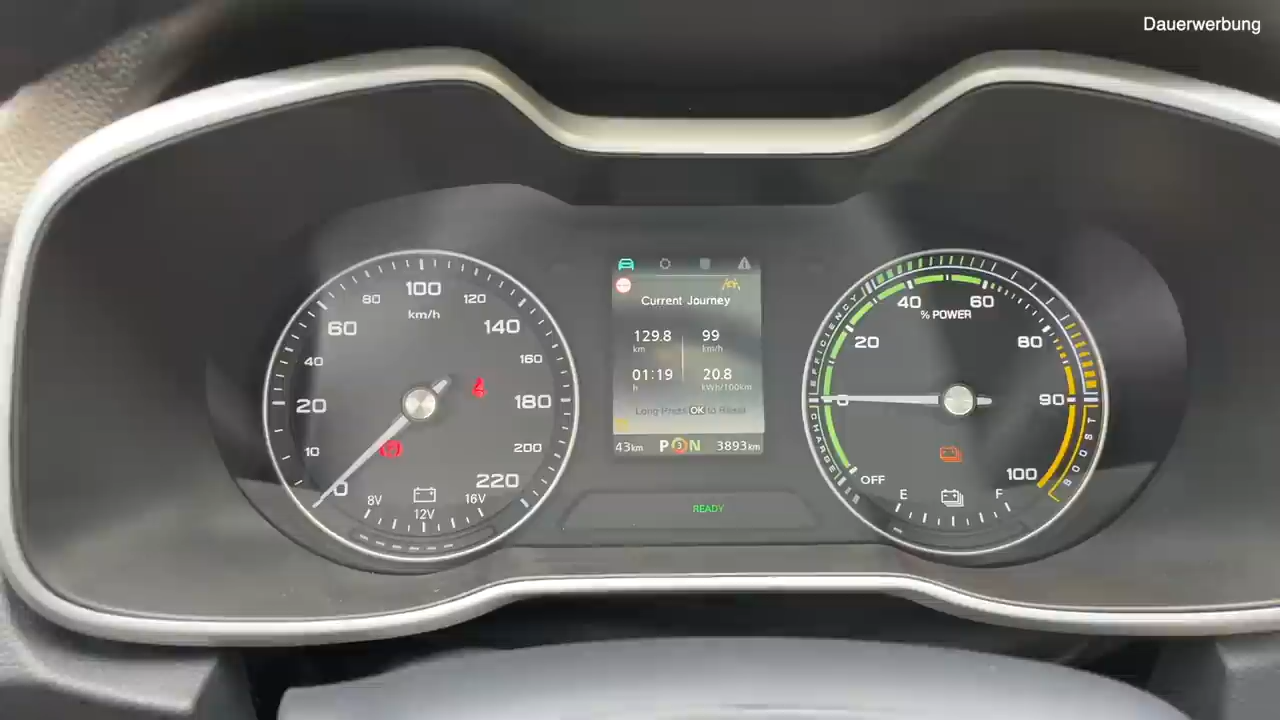 Dauerwerbung
80 100 120
km/h
60 140
40 160
20 180
10 200
0 220
8V 12V 16V
Current Journey
129.8 99
km km/h
01:19 20.8
h kWh/100km
Long Press OK to Reset
43km P N 3893km
READY
EFFICIENCY
CHARGE
BOOST
40 60
% POWER
20 80
0 90
OFF 100
E F